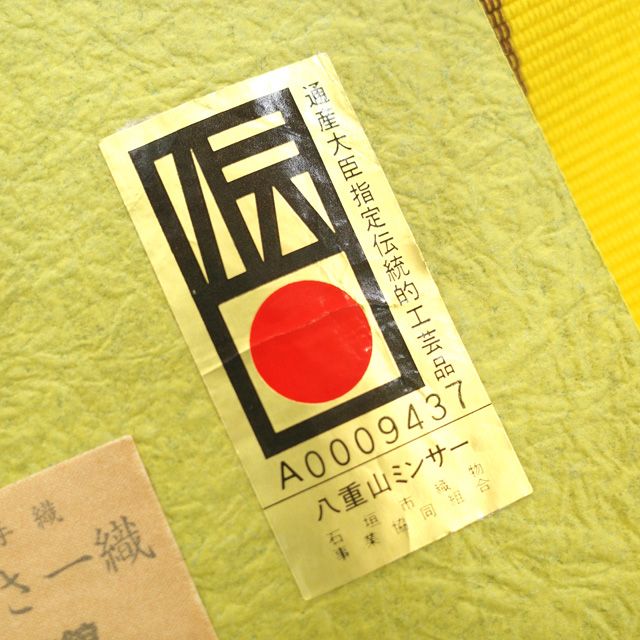 伝
通産大臣指定伝統的工芸品
A0009437
八重山ミンサー
石垣市織物
事業協同組合
手織
さー織